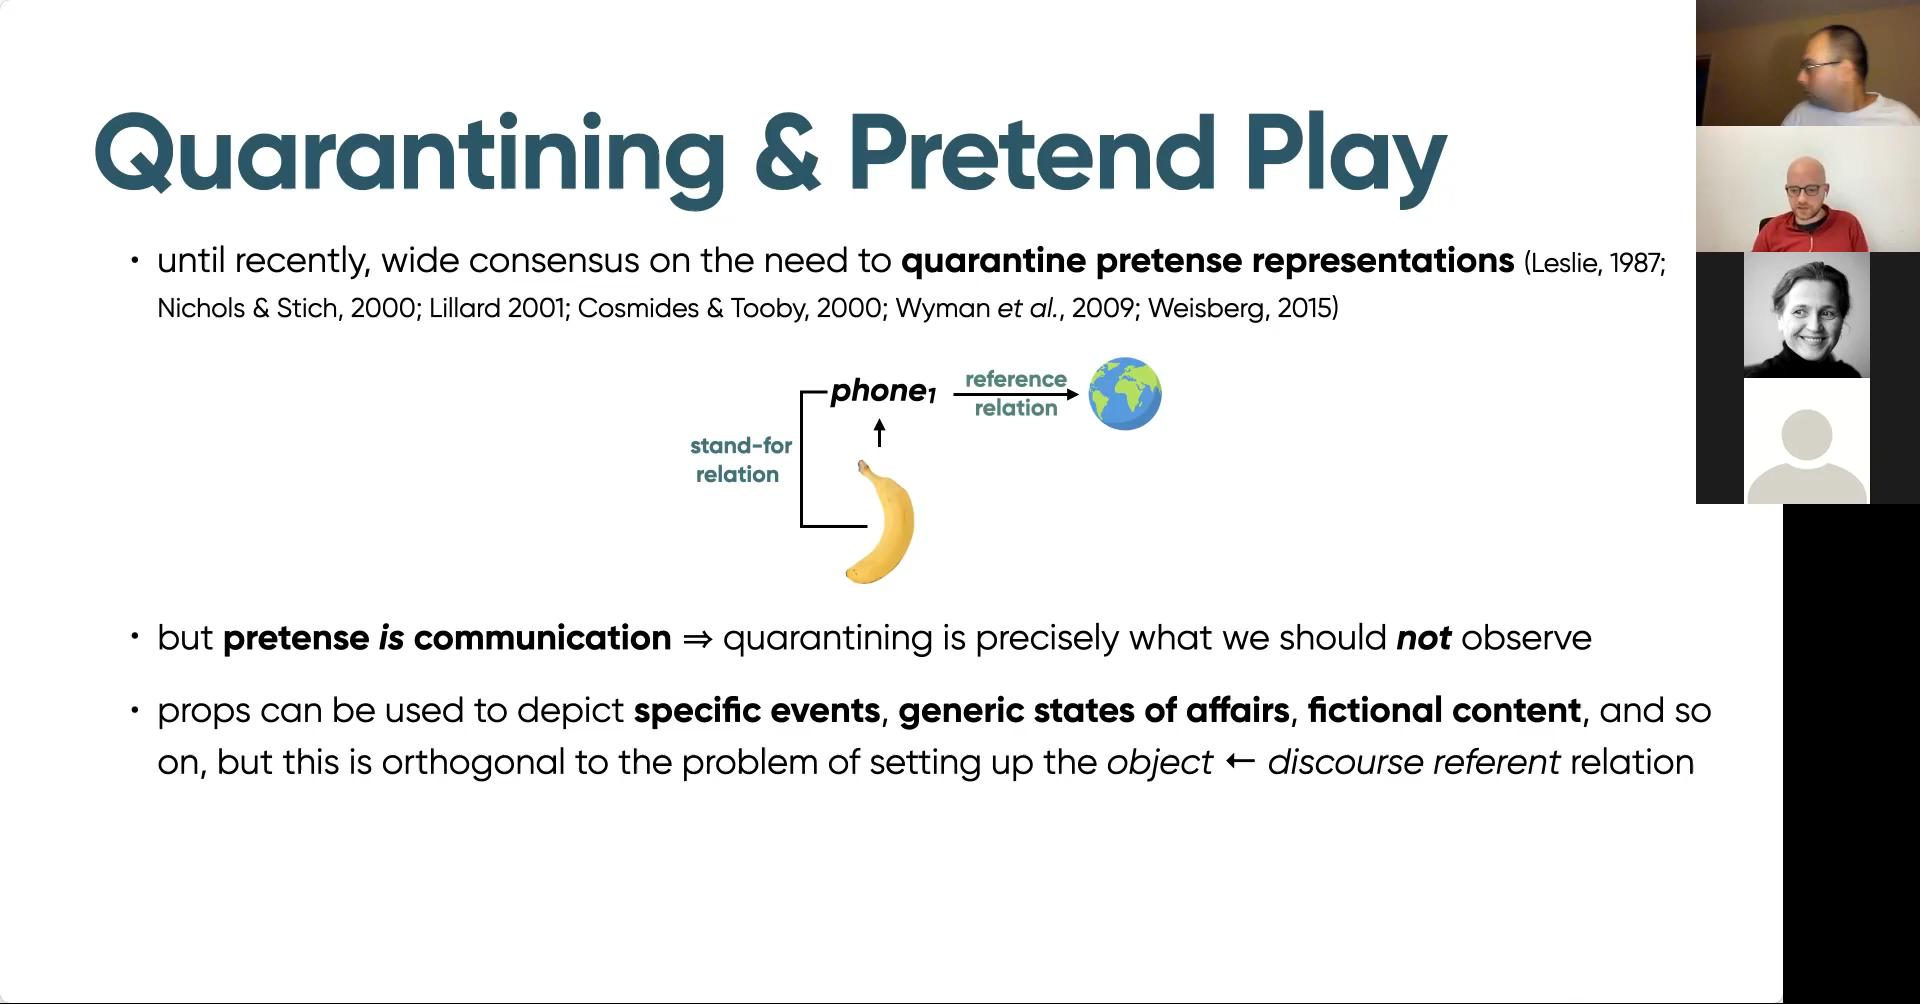 Quarantining & Pretend Play
• until recently, wide consensus on the need to quarantine pretense representations (Leslie, 1987;
Nichols & Stich, 2000; Lillard 2001; Cosmides & Tooby, 2000; Wyman et al., 2009; Weisberg, 2015)
phone₁
reference
relation
stand-for
relation
• but pretense is communication ⇒ quarantining is precisely what we should not observe
• props can be used to depict specific events, generic states of affairs, fictional content, and so
on, but this is orthogonal to the problem of setting up the object ← discourse referent relation